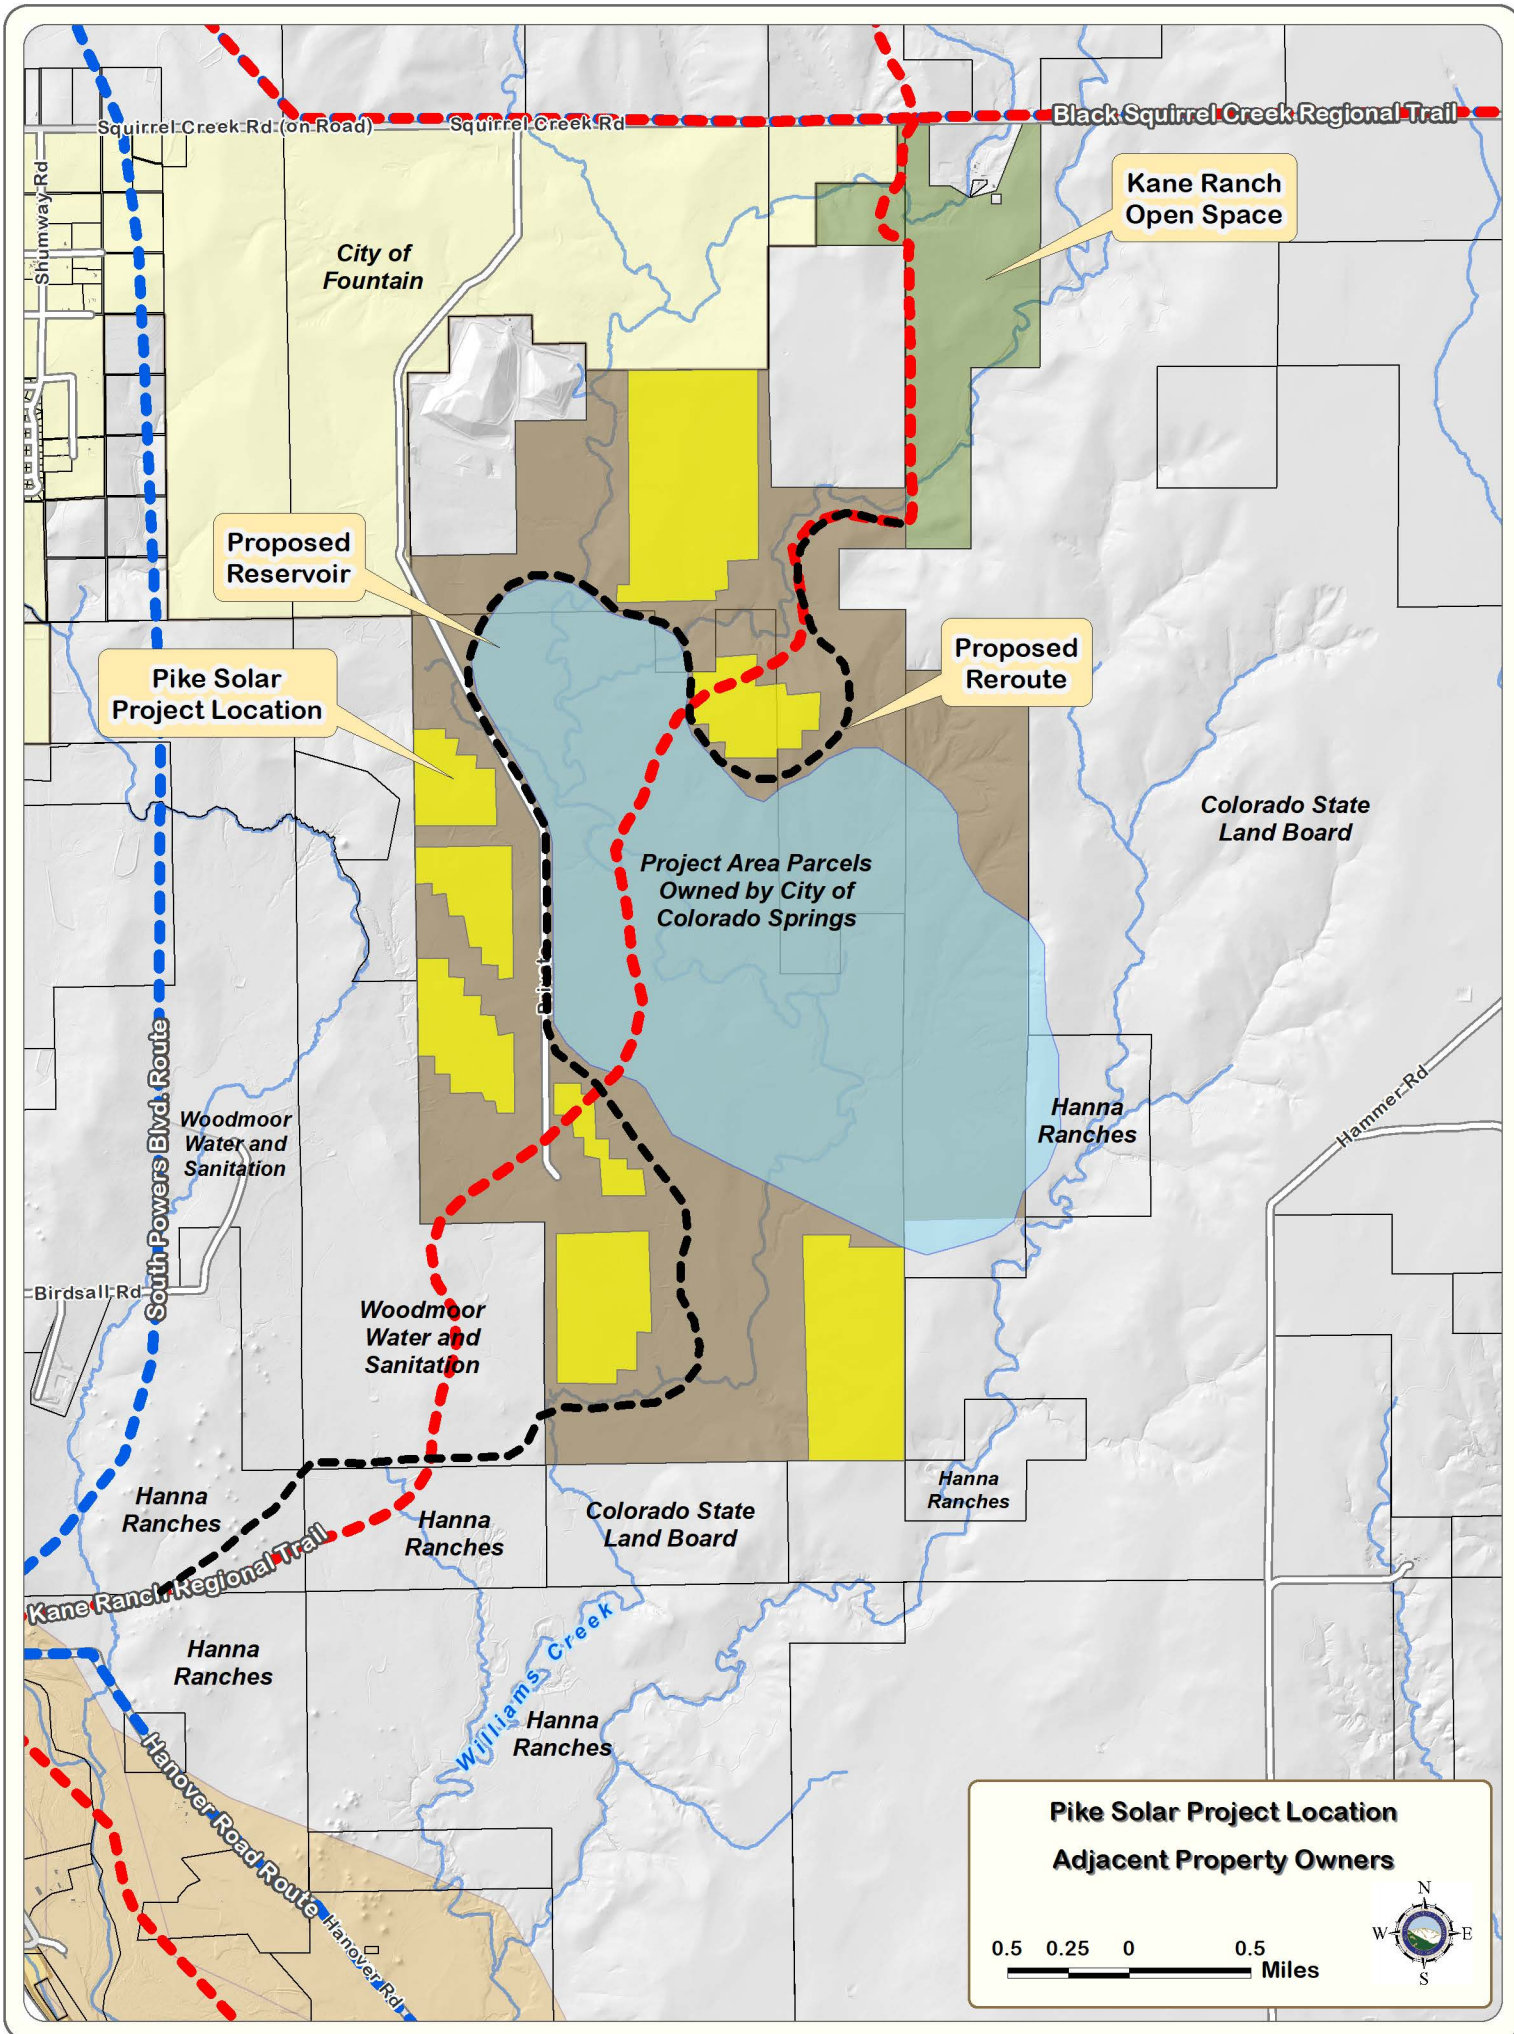 Squirrel Creek Rd (on Road)
Squirrel Creek Rd
Black Squirrel Creek Regional Trail
Shumway Rd
Kane Ranch
Open Space
City of
Fountain
Proposed
Reservoir
Proposed
Reroute
Pike Solar
Project Location
Colorado State
Land Board
Project Area Parcels
Owned by City of
Colorado Springs
South Powers Blvd. Route
Woodmoor
Water and
Sanitation
Hanna
Ranches
Hammer Rd
Birdsall Rd
Woodmoor
Water and
Sanitation
Hanna
Ranches
Hanna
Ranches
Hanna
Ranches
Colorado State
Land Board
Kane Ranch Regional Trail
Hanna
Ranches
Williams Creek
Hanna
Ranches
Hanover Road Route
Hanover Rd
Pike Solar Project Location
Adjacent Property Owners
N
W
E
S
0.5 0.25 0 0.5
Miles